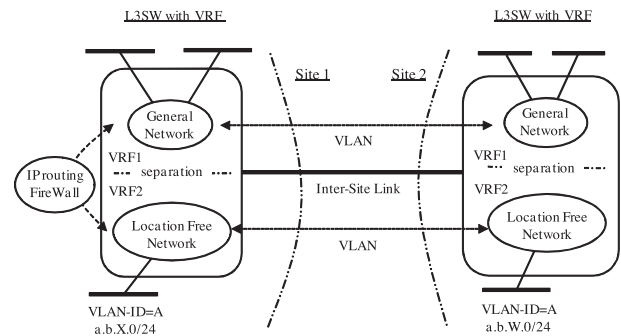 L3SW with VRF
L3SW with VRF
Site 1
Site 2
General
Network
General
Network
VLAN
VRF1
separation
VRF2
VRF1
separation
VRF2
IP routing
FireWall
Inter-Site Link
Location Free
Network
Location Free
Network
VLAN
VLAN-ID=A
a.b.X.0/24
VLAN-ID=A
a.b.W.0/24